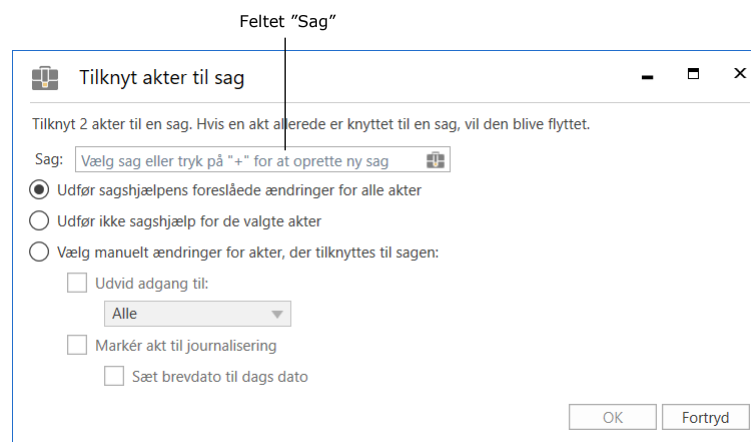 Feltet ”Sag”
Tilknyt akter til sag
Tilknyt 2 akter til en sag. Hvis en akt allerede er knyttet til en sag, vil den blive flyttet.
Sag: Vælg sag eller tryk på "+" for at oprette ny sag
Udfør sagshjælpens foreslåede ændringer for alle akter
Udfør ikke sagshjælp for de valgte akter
Vælg manuelt ændringer for akter, der tilknyttes til sagen:
Udvid adgang til:
Alle
Markér akt til journalisering
Sæt brevdato til dags dato
OK Fortryd